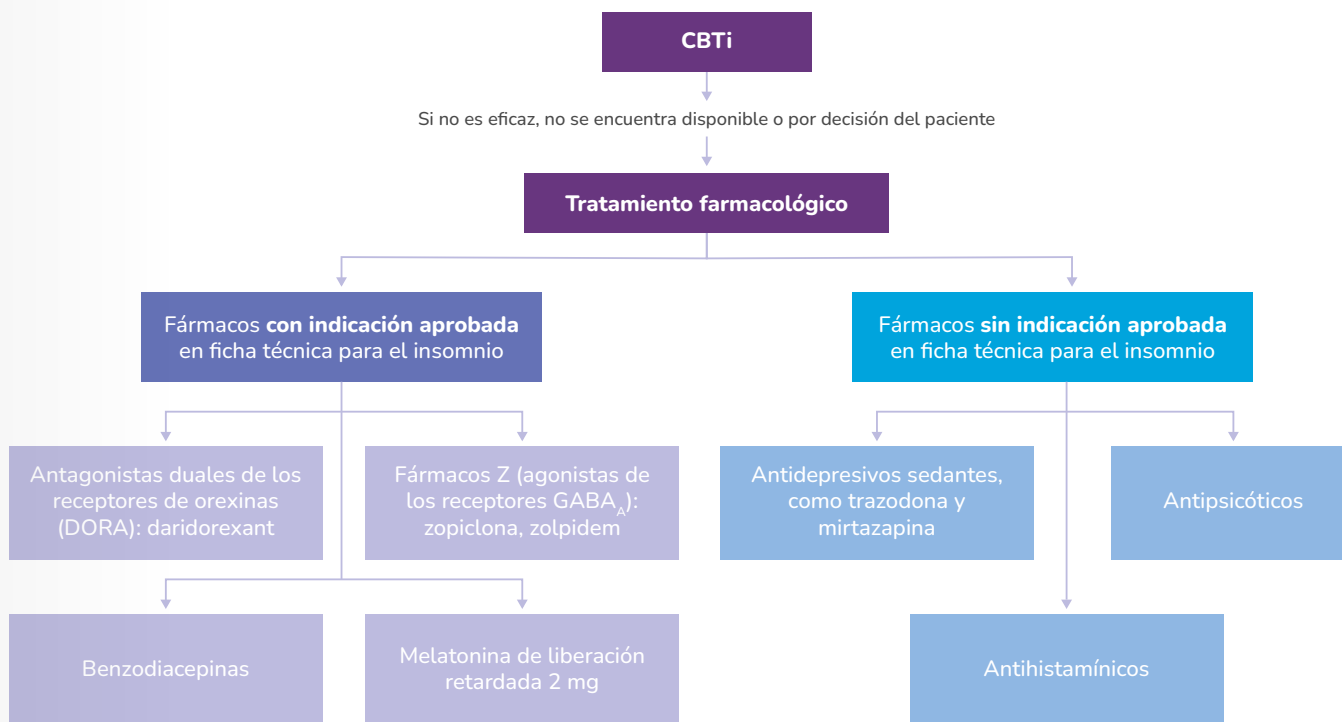 CBTi
Si no es eficaz, no se encuentra disponible o por decisión del paciente
Tratamiento farmacológico
Fármacos con indicación aprobada
en ficha técnica para el insomnio
Fármacos sin indicación aprobada
en ficha técnica para el insomnio
Antagonistas duales de los
receptores de orexinas
(DORA): daridorexant
Fármacos Z (agonistas de
los receptores GABA_A):
zopiclona, zolpidem
Antidepresivos sedantes,
como trazodona y
mirtazapina
Antipsicóticos
Benzodiacepinas
Melatonina de liberación
retardada 2 mg
Antihistamínicos